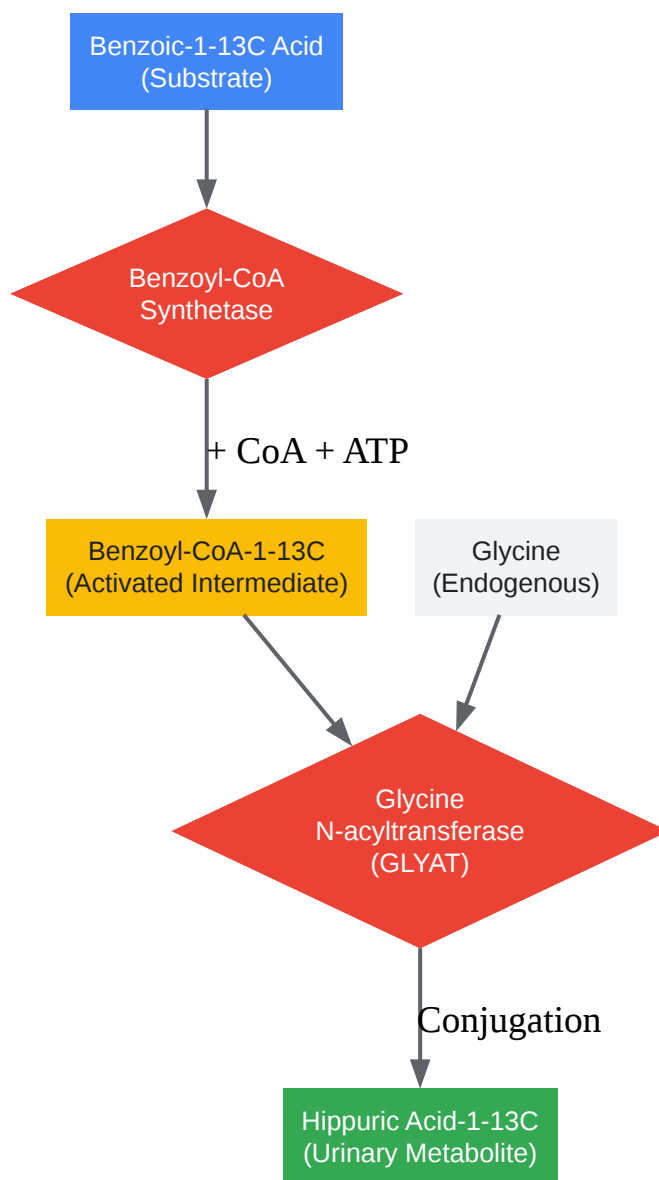 Benzoic-1-13C Acid
(Substrate)
Benzoyl-CoA
Synthetase
+ CoA + ATP
Benzoyl-CoA-1-13C
(Activated Intermediate)
Glycine
(Endogenous)
Glycine
N-acyltransferase
(GLYAT)
Conjugation
Hippuric Acid-1-13C
(Urinary Metabolite)